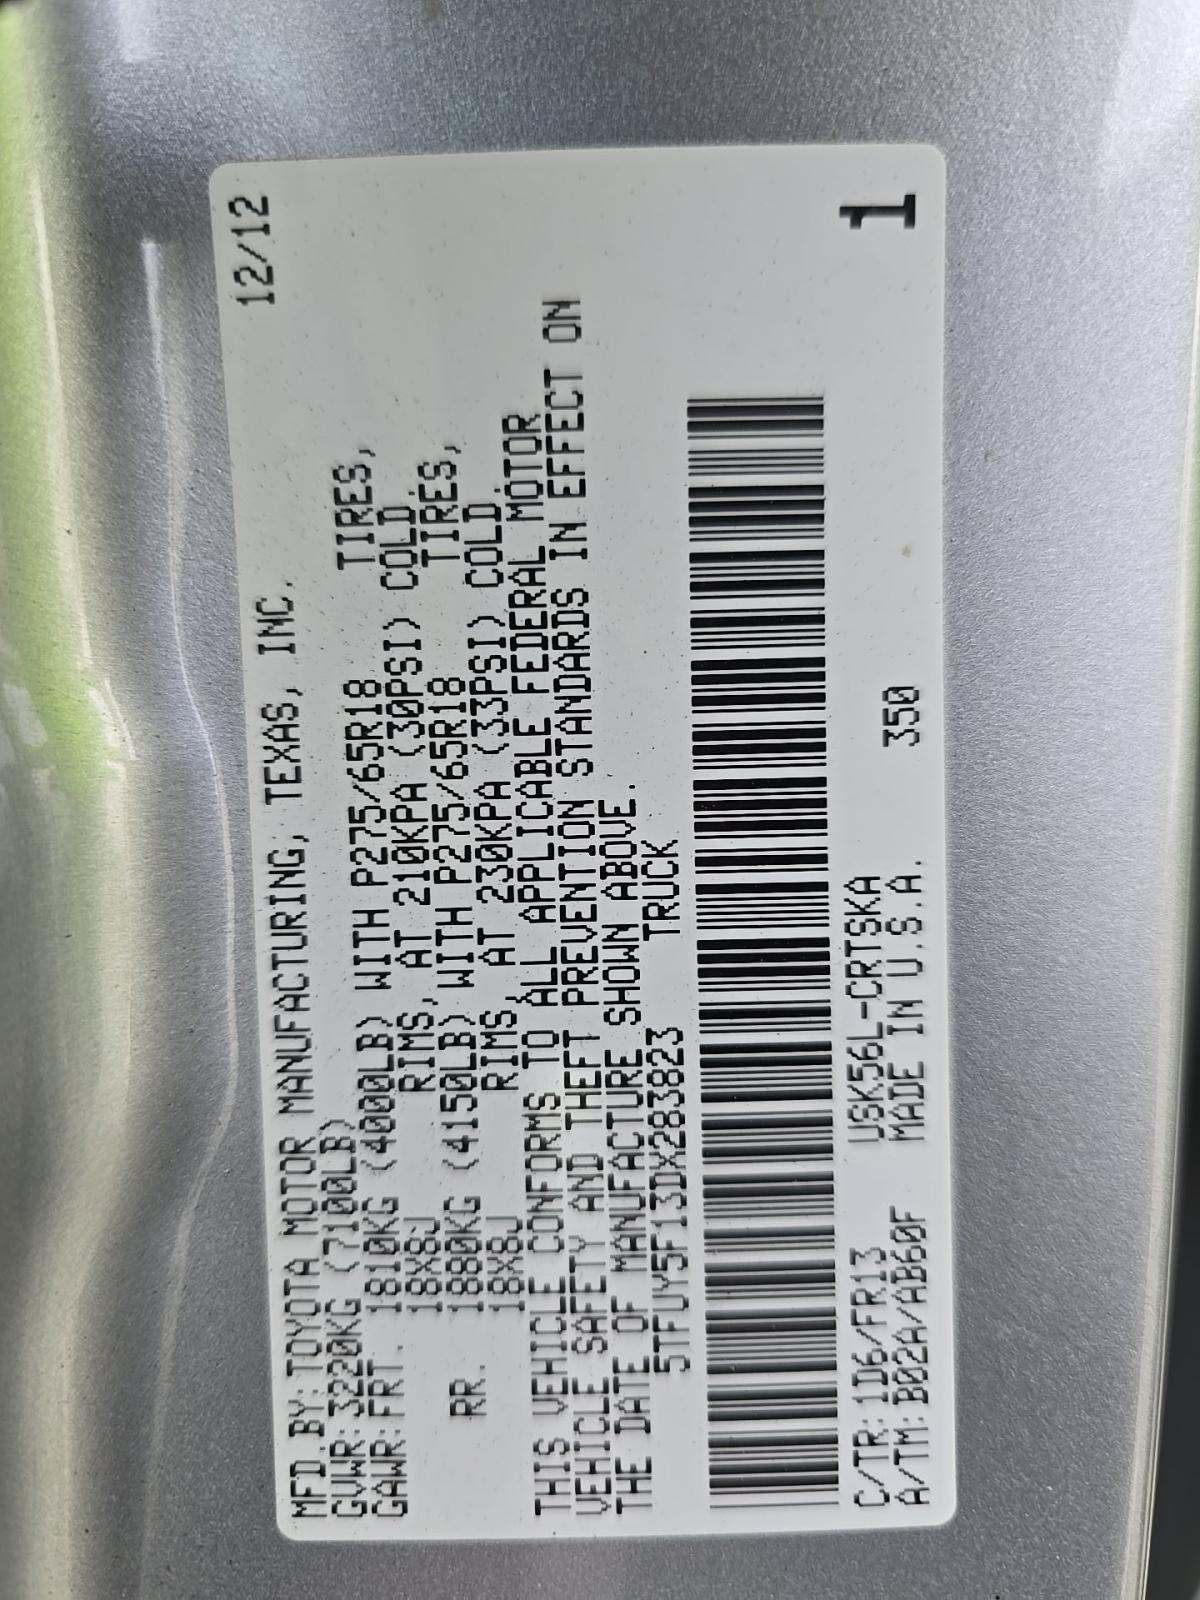 MFD.BY:TOYOTA MOTOR MANUFACTURING, TEXAS, INC. 12/12
GVWR:3220KG (7100LB)
GAWR:FRT. 1810KG (4000LB) WITH P275/65R18 TIRES,
18X8J RIMS, AT 210KPA (30PSI) COLD.
RR. 1880KG (4150LB) WITH P275/65R18 TIRES,
18X8J RIMS, AT 230KPA (33PSI) COLD.
THIS VEHICLE CONFORMS TO ALL APPLICABLE FEDERAL MOTOR
VEHICLE SAFETY AND THEFT PREVENTION STANDARDS IN EFFECT ON
THE DATE OF MANUFACTURE SHOWN ABOVE.
5TFUY5F13DX283823 TRUCK
C/TR: 1D6/FR13 USK56L-CRTSKA
A/TM: B02A/AB60F MADE IN U.S.A. 350
1